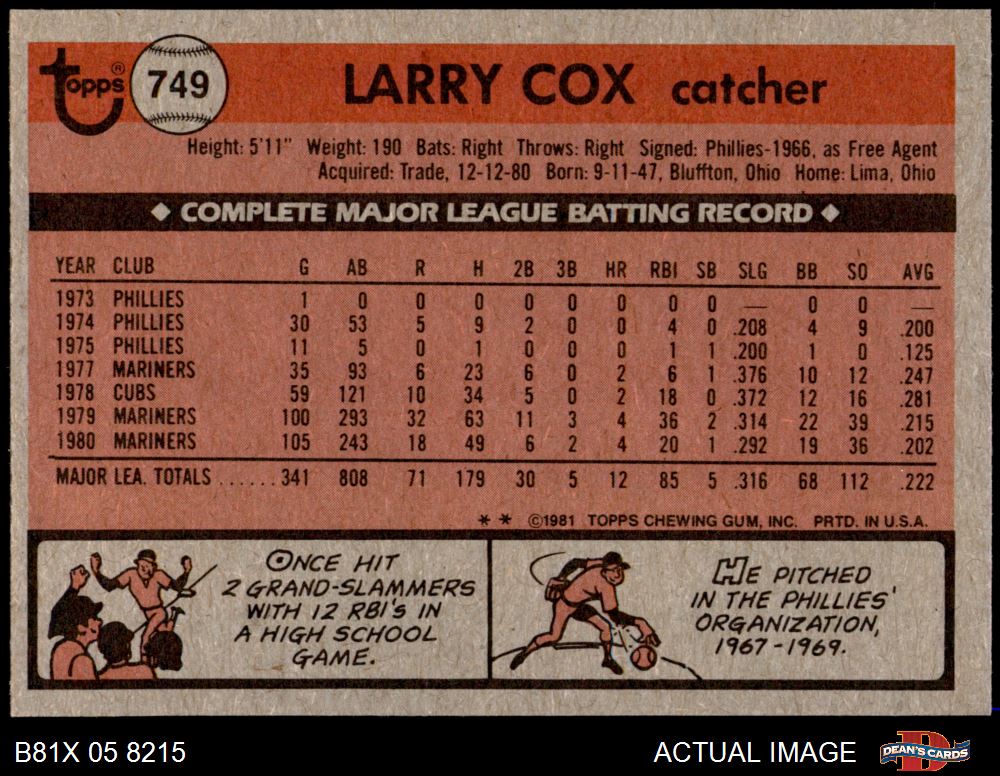 Topps® 749 LARRY COX catcher
Height: 5'11" Weight: 190 Bats: Right Throws: Right Signed: Phillies-1966, as Free Agent
Acquired: Trade, 12-12-80 Born: 9-11-47, Bluffton, Ohio Home: Lima, Ohio
◆ COMPLETE MAJOR LEAGUE BATTING RECORD ◆
YEAR CLUB G AB R H 2B 3B HR RBI SB SLG BB SO AVG
1973 PHILLIES 1 0 0 0 0 0 0 0 0 — 0 0 —
1974 PHILLIES 30 53 5 9 2 0 0 4 0 .208 4 9 .200
1975 PHILLIES 11 5 0 1 0 0 0 1 1 .200 1 0 .125
1977 MARINERS 35 93 6 23 6 0 2 6 1 .376 10 12 .247
1978 CUBS 59 121 10 34 5 0 2 18 0 .372 12 16 .281
1979 MARINERS 100 293 32 63 11 3 4 36 2 .314 22 39 .215
1980 MARINERS 105 243 18 49 6 2 4 20 1 .292 19 36 .202
MAJOR LEA. TOTALS ...... 341 808 71 179 30 5 12 85 5 .316 68 112 .222
* * ©1981 TOPPS CHEWING GUM, INC. PRTD. IN U.S.A.
ONCE HIT
2 GRAND-SLAMMERS
WITH 12 RBI'S IN
A HIGH SCHOOL
GAME.
HE PITCHED
IN THE PHILLIES'
ORGANIZATION,
1967-1969.
B81X 05 8215 ACTUAL IMAGE DEAN'S CARDS